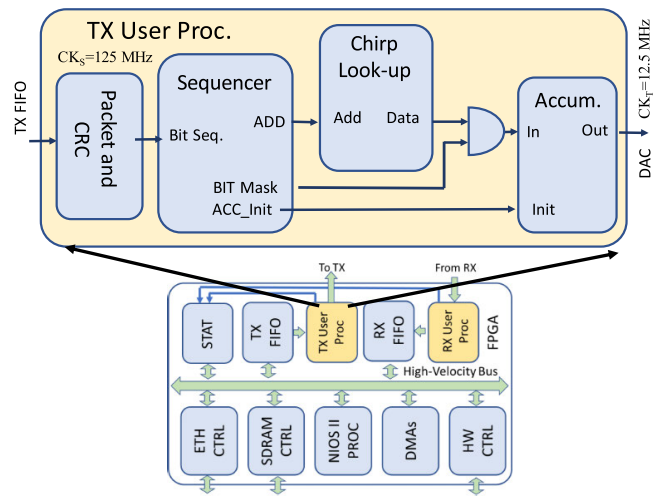 TX User Proc.
CKS=125 MHz
TX FIFO
Packet and
CRC
Sequencer
Bit Seq.
ADD
BIT Mask
ACC_Init
Chirp
Look-up
Add
Data
Accum.
In
Out
Init
CKT=12.5 MHz
DAC
To TX
From RX
STAT
TX
FIFO
TX User
Proc
RX
FIFO
RX User
Proc
FPGA
High-Velocity Bus
ETH
CTRL
SDRAM
CTRL
NIOS II
PROC
DMAs
HW
CTRL